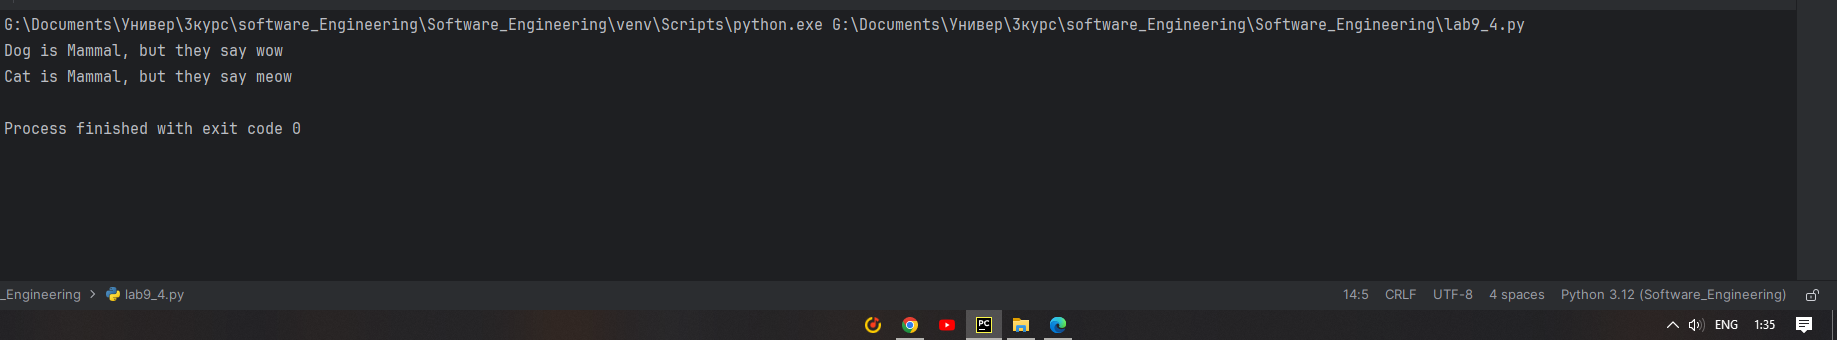 G:\Documents\Универ\3курс\software_Engineering\Software_Engineering\venv\Scripts\python.exe G:\Documents\Универ\3курс\software_Engineering\Software_Engineering\lab9_4.py
Dog is Mammal, but they say wow
Cat is Mammal, but they say meow
Process finished with exit code 0
_Engineering > lab9_4.py 14:5 CRLF UTF-8 4 spaces Python 3.12 (Software_Engineering)
PC ENG 1:35